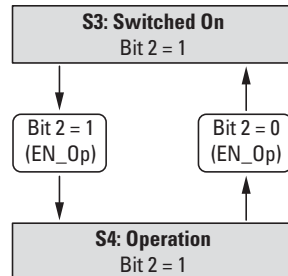 S3: Switched On
Bit 2 = 1
Bit 2 = 1
(EN_Op)
Bit 2 = 0
(EN_Op)
S4: Operation
Bit 2 = 1